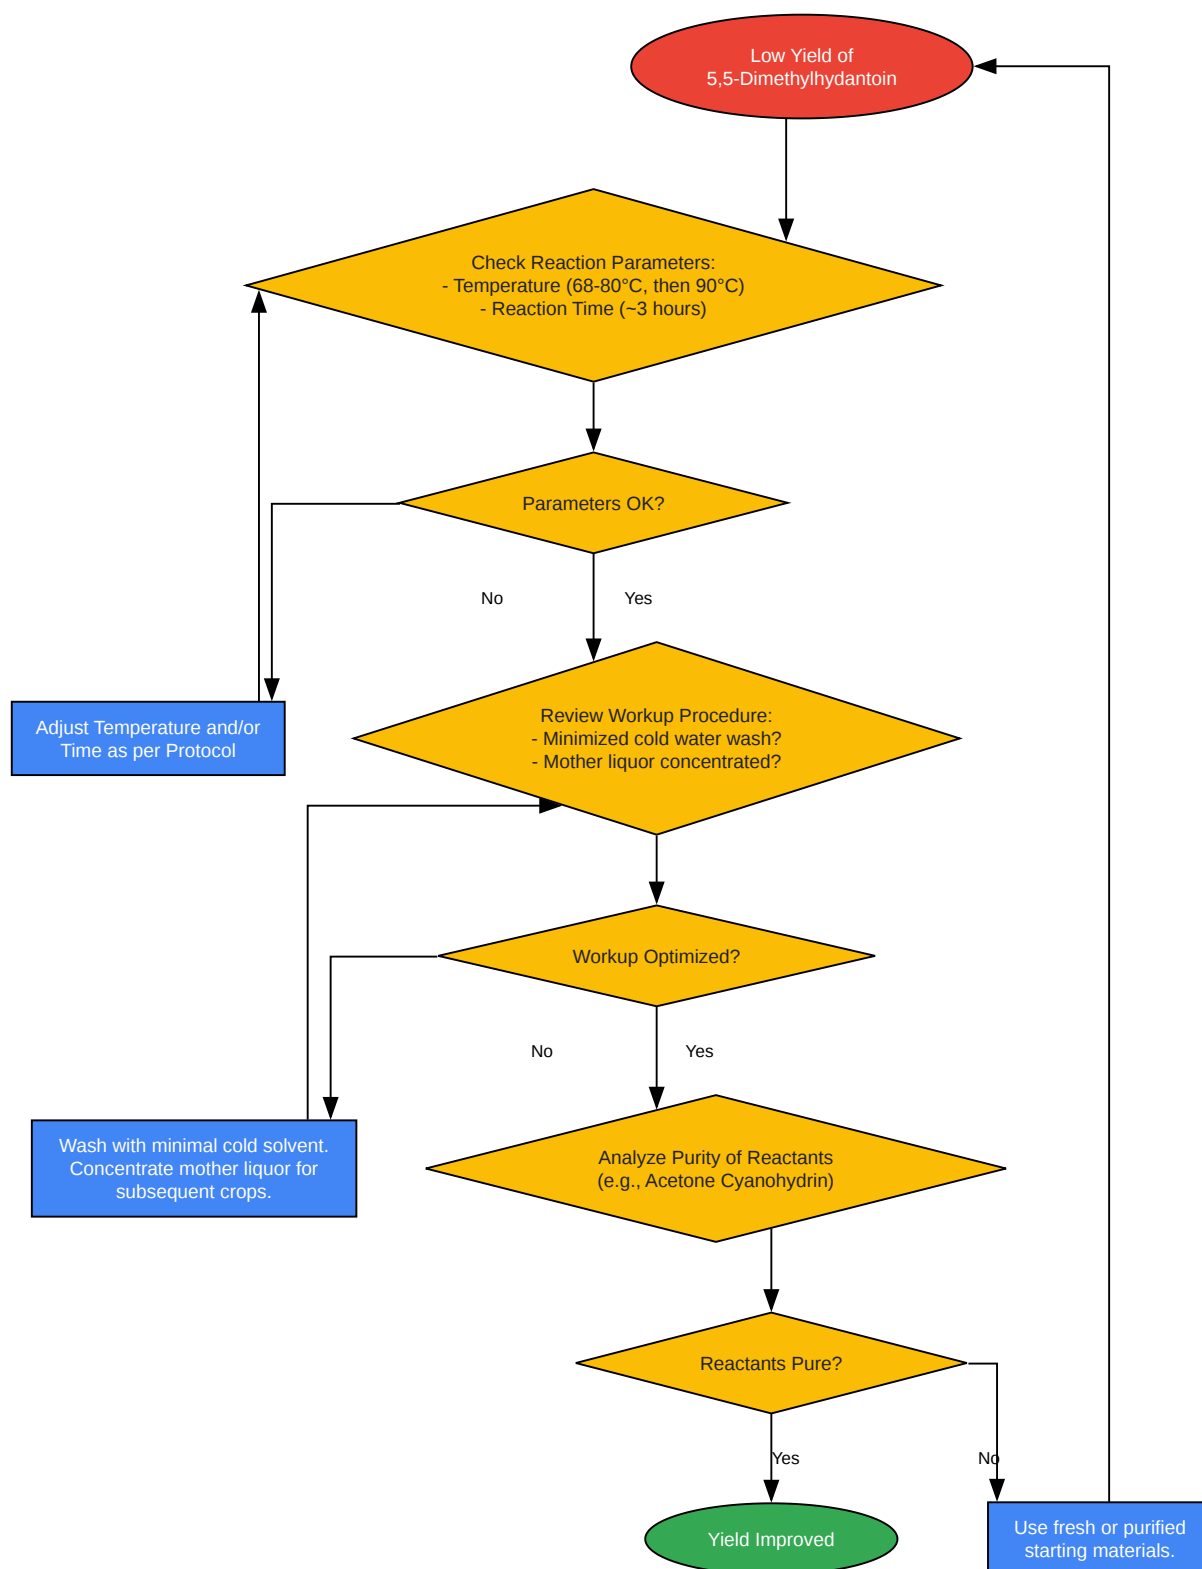 Low Yield of
5,5-Dimethylhydantoin
Check Reaction Parameters:
- Temperature (68-80°C, then 90°C)
- Reaction Time (~3 hours)
Parameters OK?
No
Yes
Adjust Temperature and/or
Time as per Protocol
Review Workup Procedure:
- Minimized cold water wash?
- Mother liquor concentrated?
Workup Optimized?
No
Yes
Wash with minimal cold solvent.
Concentrate mother liquor for
subsequent crops.
Analyze Purity of Reactants
(e.g., Acetone Cyanohydrin)
Reactants Pure?
Yes
No
Yield Improved
Use fresh or purified
starting materials.